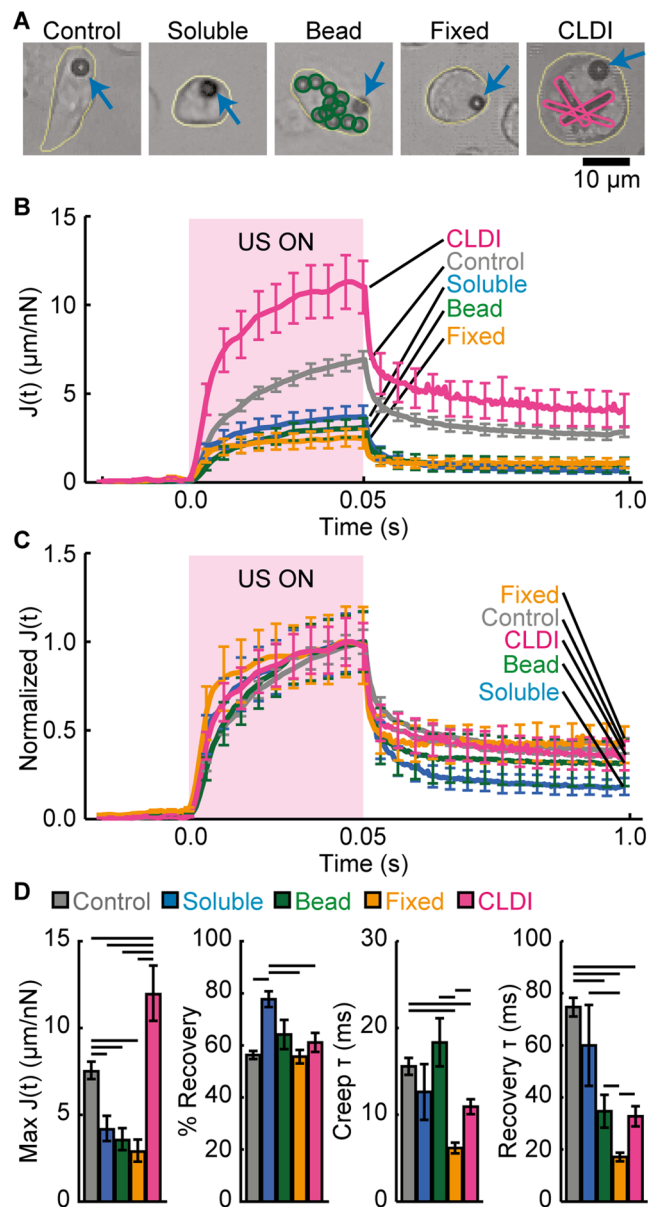 A
Control Soluble Bead Fixed CLDI
10 µm
B
US ON
CLDI
Control
Soluble
Bead
Fixed
J(t) (µm/nN)
15
10
5
0
0.0 0.05 1.0
Time (s)
C
US ON
Fixed
Control
CLDI
Bead
Soluble
Normalized J(t)
1.5
1.0
0.5
0.0
0.0 0.05 1.0
Time (s)
D
Control Soluble Bead Fixed CLDI
Max J(t) (µm/nN)
15
10
5
0
% Recovery
100
80
60
40
20
0
Creep τ (ms)
30
20
10
0
Recovery τ (ms)
100
80
60
40
20
0